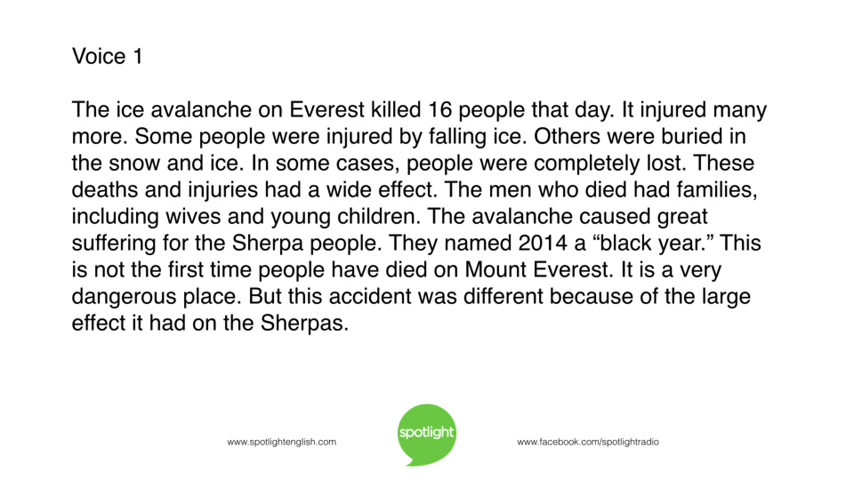 Voice 1
The ice avalanche on Everest killed 16 people that day. It injured many
more. Some people were injured by falling ice. Others were buried in
the snow and ice. In some cases, people were completely lost. These
deaths and injuries had a wide effect. The men who died had families,
including wives and young children. The avalanche caused great
suffering for the Sherpa people. They named 2014 a “black year.” This
is not the first time people have died on Mount Everest. It is a very
dangerous place. But this accident was different because of the large
effect it had on the Sherpas.
www.spotlightenglish.com
spotlight
www.facebook.com/spotlightradio